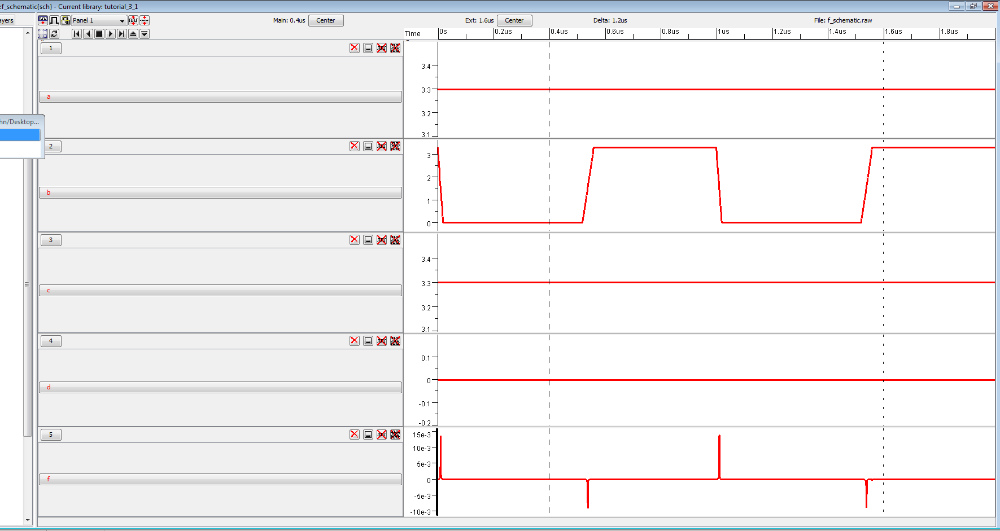 :f_schematic{sch} - Current library: tutorial_3_1
ayers
Panel 1
Main: 0.4us Center Ext: 1.6us Center Delta: 1.2us File: f_schematic.raw
Time 0s 0.2us 0.4us 0.6us 0.8us 1us 1.2us 1.4us 1.6us 1.8us
1
3.4
3.3
a
3.2
hn/Desktop...
3.1
2
3
2
b
1
0
3
3.4
3.3
c
3.2
3.1
4
0.1
0
d
-0.1
-0.2
5
15e-3
10e-3
5e-3
f
0
-5e-3
-10e-3